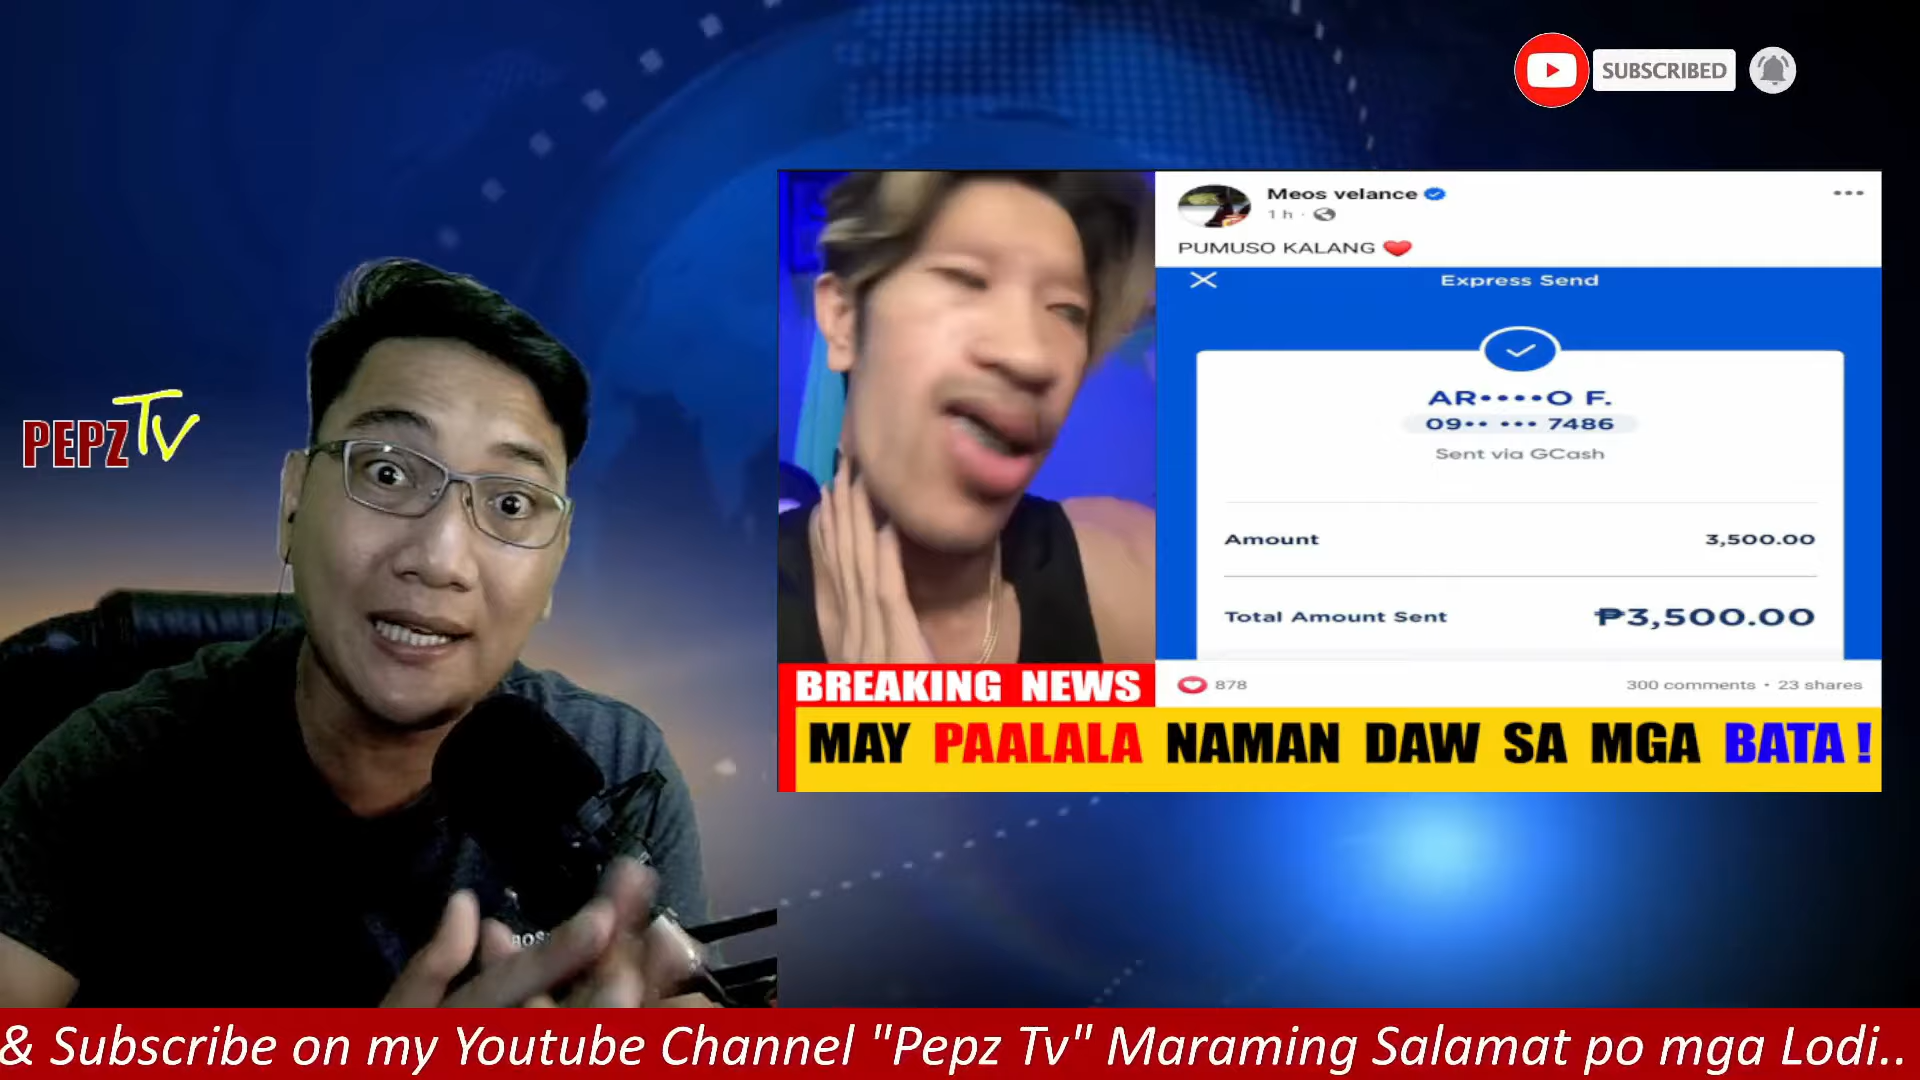 SUBSCRIBED
PEPZ TV
Meos velance
1 h
PUMUSO KALANG
Express Send
AR••••O F.
09•• ••• 7486
Sent via GCash
Amount 3,500.00
Total Amount Sent ₱3,500.00
878 300 comments • 23 shares
BREAKING NEWS
MAY PAALALA NAMAN DAW SA MGA BATA !
& Subscribe on my Youtube Channel "Pepz Tv" Maraming Salamat po mga Lodi..